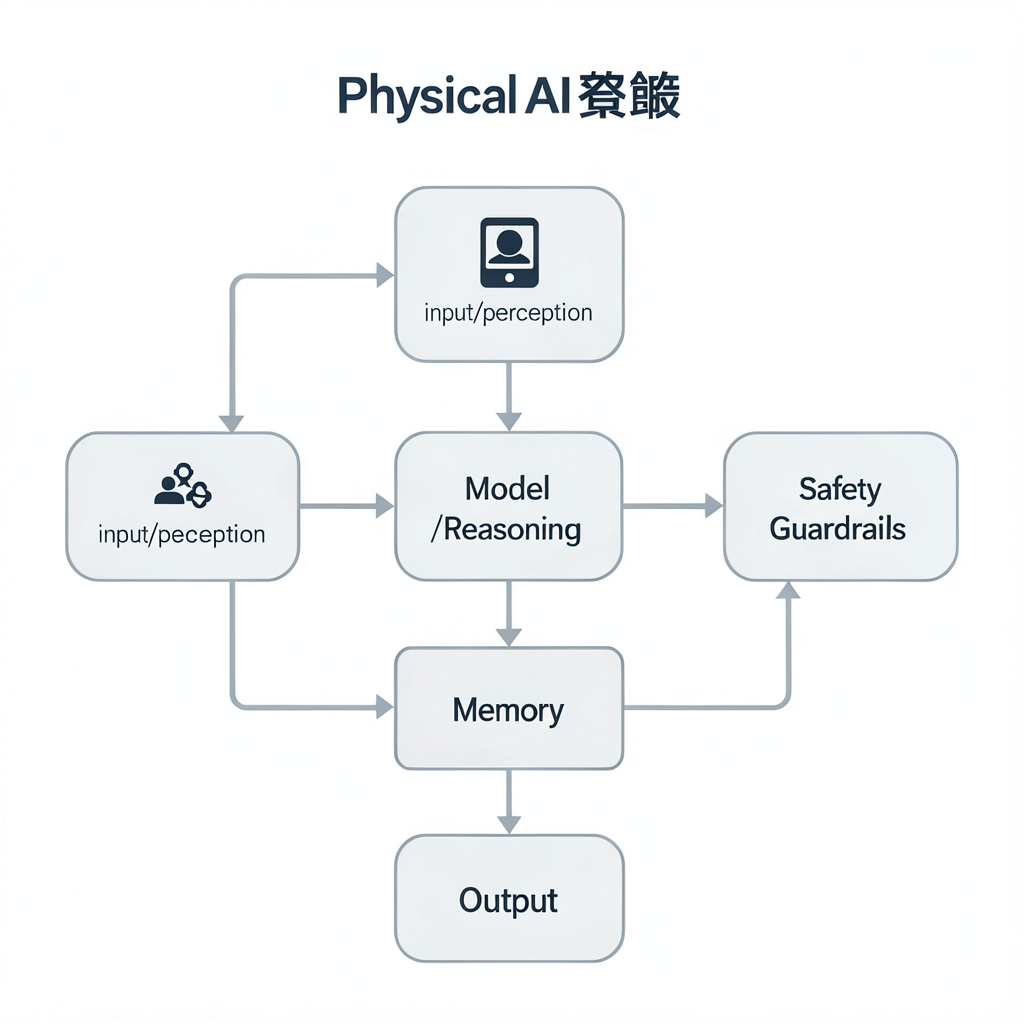 Physical AI
input/perception
input/peception
Model
/Reasoning
Safety
Guardrails
Memory
Output